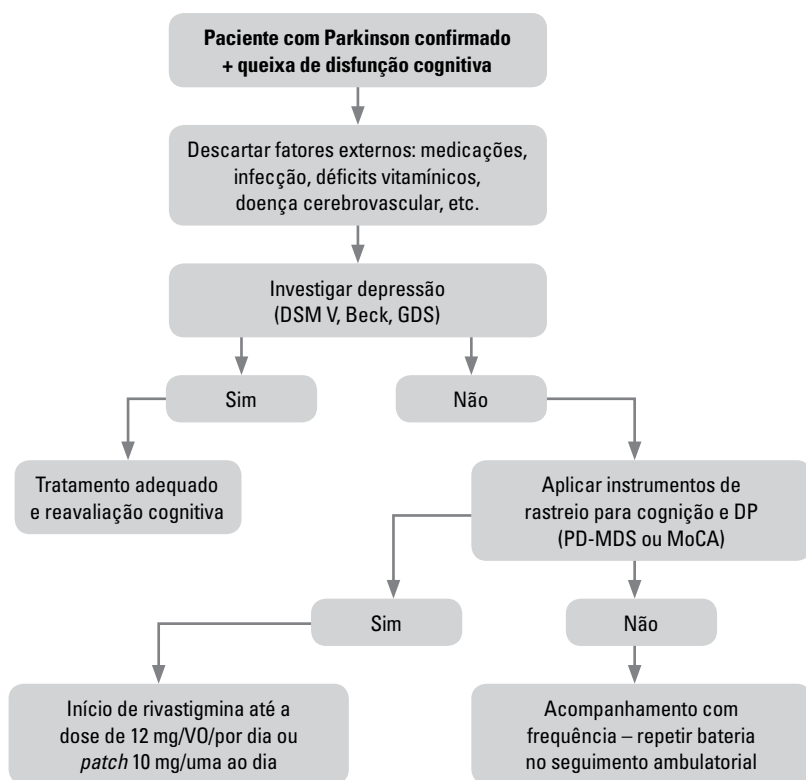 Paciente com Parkinson confirmado
+ queixa de disfunção cognitiva
Descartar fatores externos: medicações,
infecção, déficits vitamínicos,
doença cerebrovascular, etc.
Investigar depressão
(DSM V, Beck, GDS)
Sim
Não
Tratamento adequado
e reavaliação cognitiva
Aplicar instrumentos de
rastreio para cognição e DP
(PD-MDS ou MoCA)
Sim
Não
Início de rivastigmina até a
dose de 12 mg/VO/por dia ou
patch 10 mg/uma ao dia
Acompanhamento com
frequência – repetir bateria
no seguimento ambulatorial